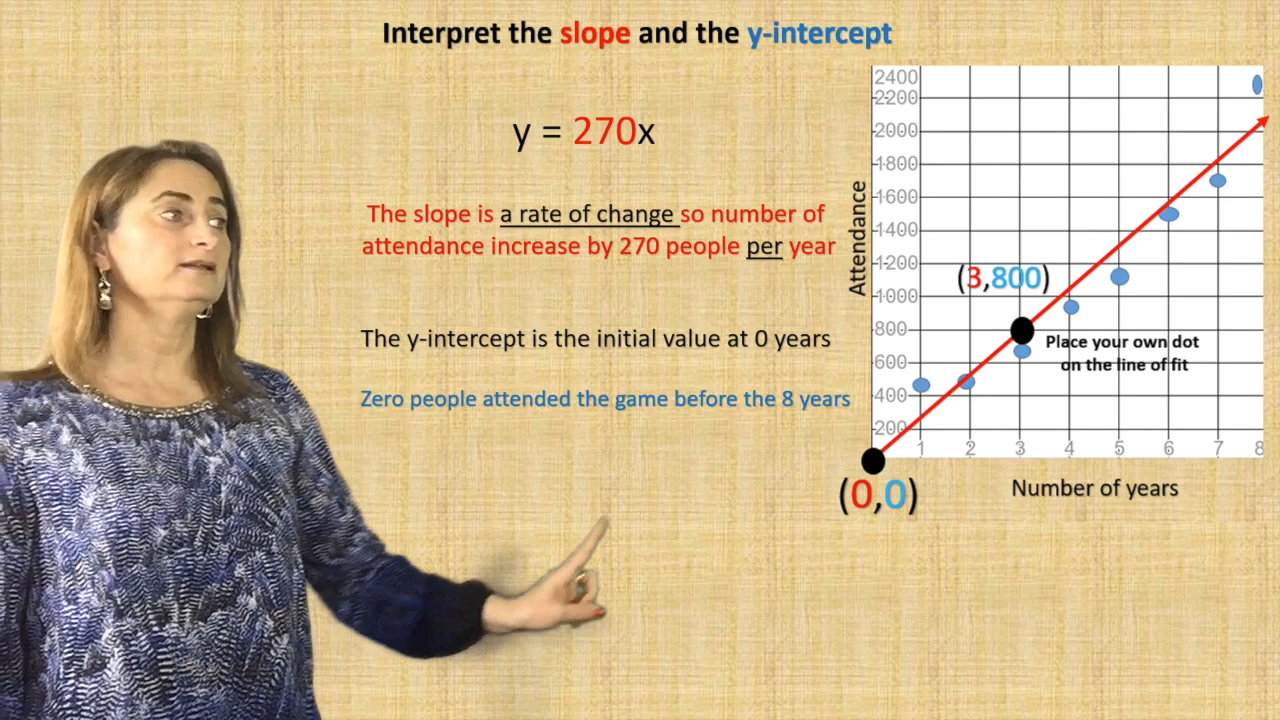 Interpret the slope and the y-intercept
y = 270x
The slope is a rate of change so number of
attendance increase by 270 people per year
The y-intercept is the initial value at 0 years
Zero people attended the game before the 8 years
2400
2200
2000
1800
1600
1400
1200
1000
800
600
400
200
Attendance
(3,800)
Place your own dot
on the line of fit
1 2 3 4 5 6 7 8
(0,0)
Number of years